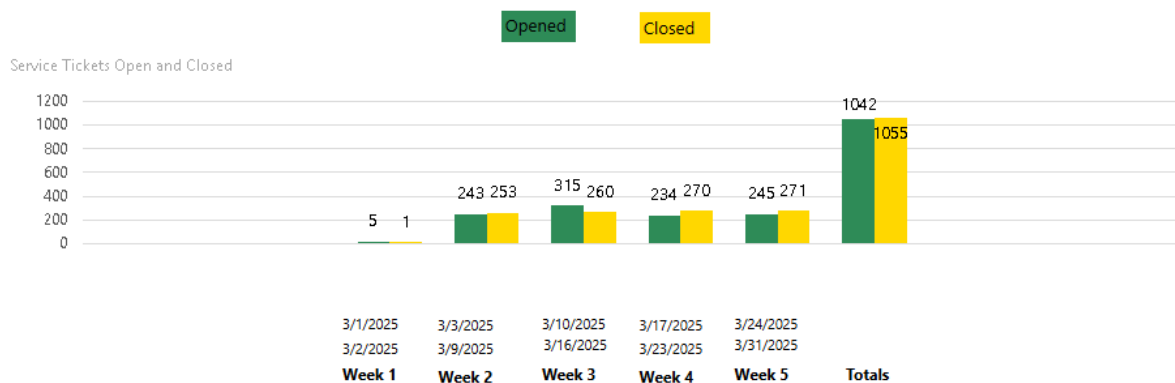 Opened Closed
Service Tickets Open and Closed
1200
1000
800
600
400
200
0
5 1
243 253
315 260
234 270
245 271
1042 1055
3/1/2025 3/3/2025 3/10/2025 3/17/2025 3/24/2025
3/2/2025 3/9/2025 3/16/2025 3/23/2025 3/31/2025
Week 1 Week 2 Week 3 Week 4 Week 5 Totals